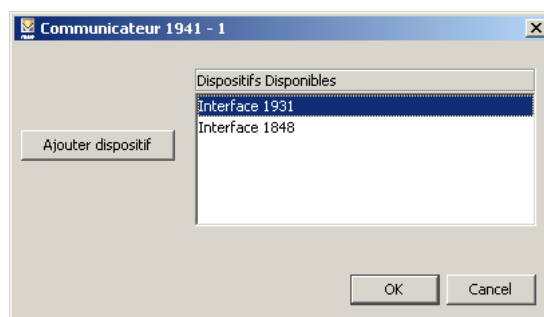 Communicateur 1941 - 1
Dispositifs Disponibles
Interface 1931
Interface 1848
Ajouter dispositif
OK
Cancel